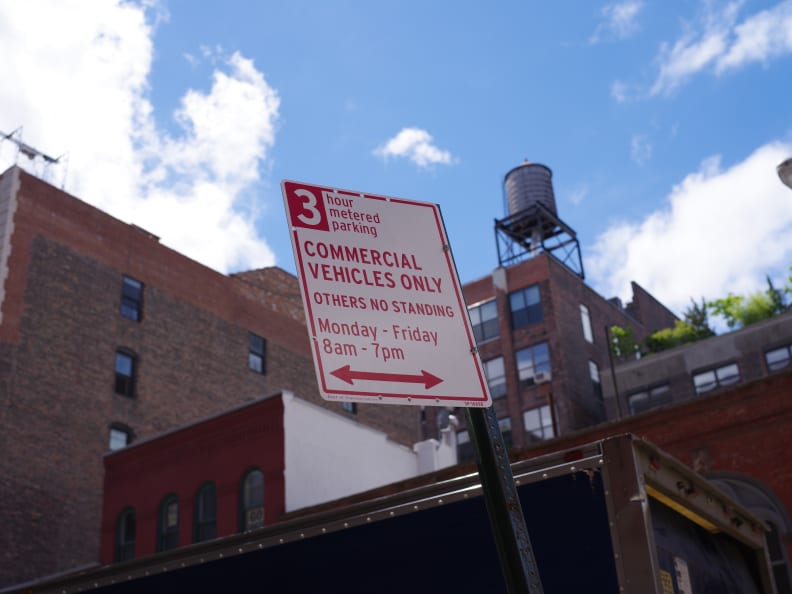 3 hour
metered
parking
COMMERCIAL
VEHICLES ONLY
OTHERS NO STANDING
Monday - Friday
8am - 7pm